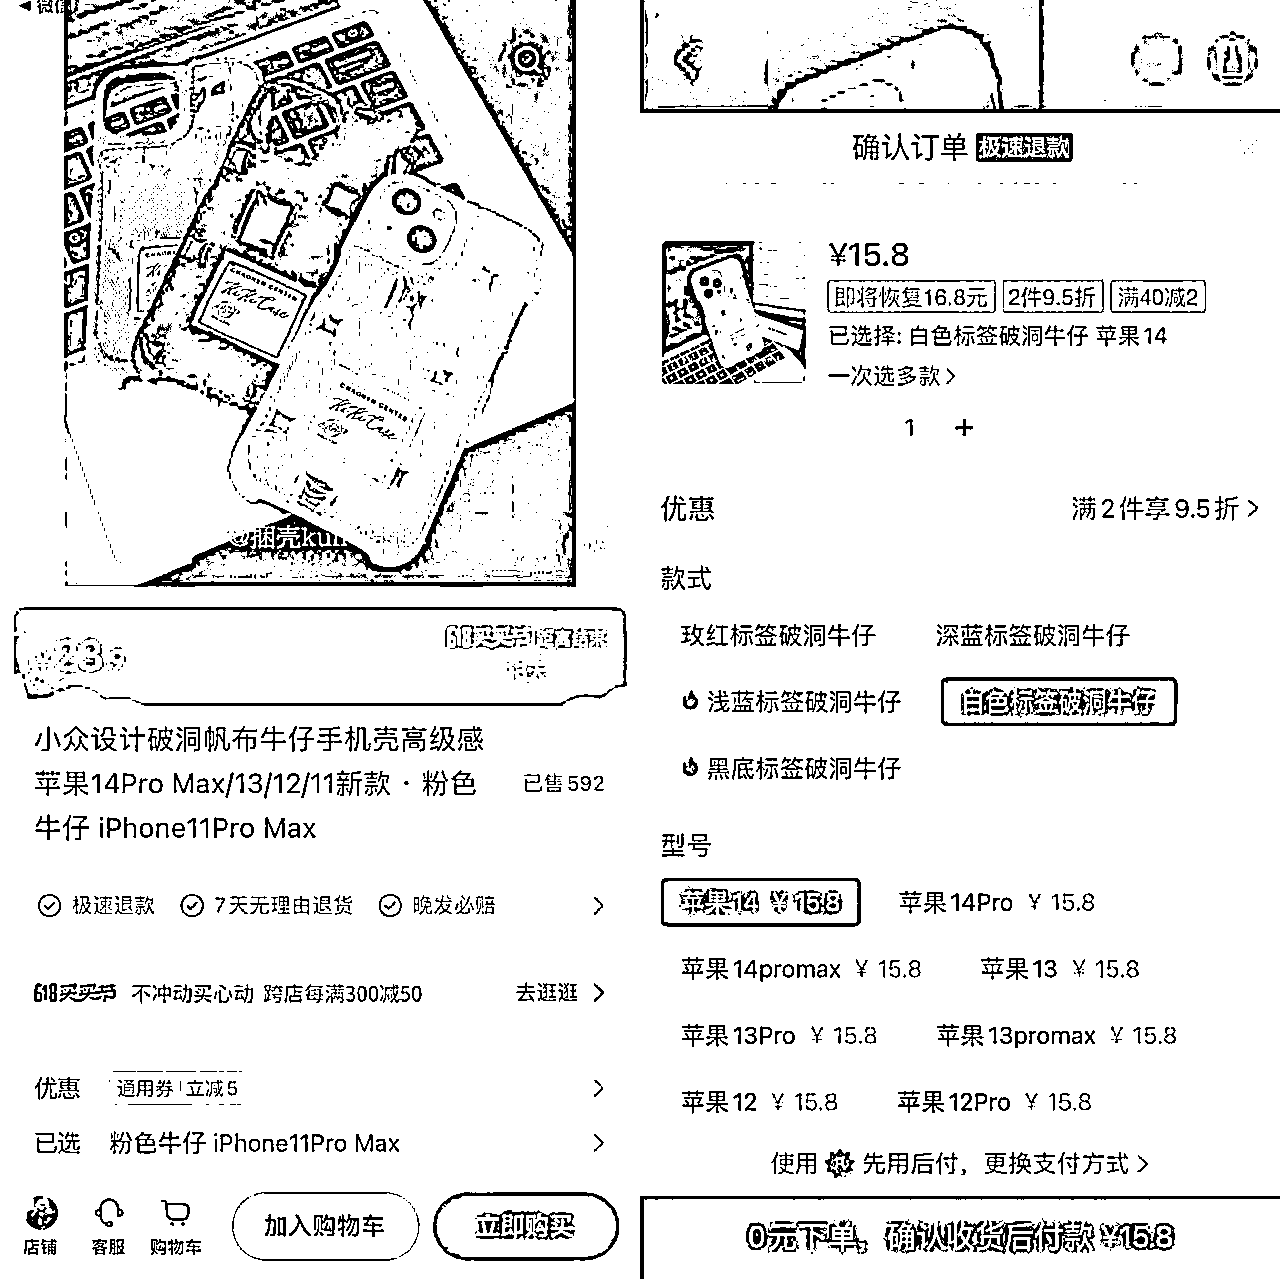 微信
CHAOREN CENTER
KiKi Case
CHAOREN CENTER
KiKi Case
@捆壳kun
¥23.9
618买买节 距离结束
小众设计破洞帆布牛仔手机壳高级感
苹果14Pro Max/13/12/11新款 · 粉色
牛仔 iPhone11Pro Max
已售592
极速退款 7天无理由退货 晚发必赔
618买买节 不冲动买心动 跨店每满300减50 去逛逛
优惠 通用券 立减5
已选 粉色牛仔 iPhone11Pro Max
店铺 客服 购物车 加入购物车 立即购买
确认订单 极速退款
¥15.8
即将恢复16.8元 2件9.5折 满40减2
已选择: 白色标签破洞牛仔 苹果14
一次选多款
1 +
优惠 满2件享9.5折
款式
玫红标签破洞牛仔 深蓝标签破洞牛仔
浅蓝标签破洞牛仔 白色标签破洞牛仔
黑底标签破洞牛仔
型号
苹果14 ¥15.8 苹果14Pro ¥ 15.8
苹果14promax ¥ 15.8 苹果13 ¥ 15.8
苹果13Pro ¥ 15.8 苹果13promax ¥ 15.8
苹果12 ¥ 15.8 苹果12Pro ¥ 15.8
使用 先用后付，更换支付方式
0元下单，确认收货后付款 ¥15.8